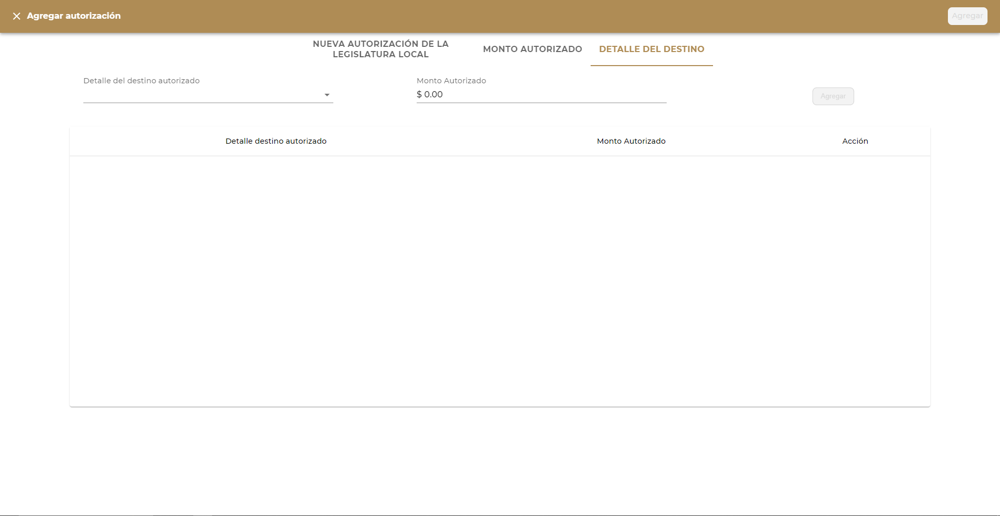 Agregar autorización
Agregar
NUEVA AUTORIZACIÓN DE LA
LEGISLATURA LOCAL
MONTO AUTORIZADO
DETALLE DEL DESTINO
Detalle del destino autorizado
Monto Autorizado
$ 0.00
Agregar
Detalle destino autorizado
Monto Autorizado
Acción